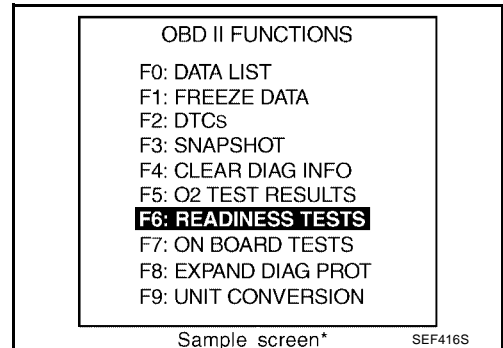 OBD II FUNCTIONS
F0: DATA LIST
F1: FREEZE DATA
F2: DTCs
F3: SNAPSHOT
F4: CLEAR DIAG INFO
F5: O2 TEST RESULTS
F6: READINESS TESTS
F7: ON BOARD TESTS
F8: EXPAND DIAG PROT
F9: UNIT CONVERSION
Sample screen* SEF416S